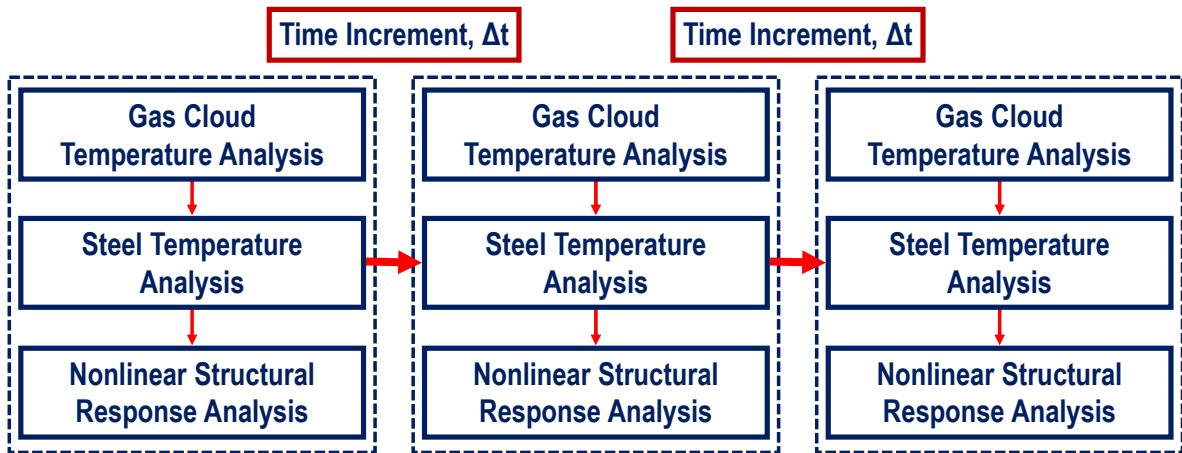 Time Increment, Δt
Time Increment, Δt
Gas Cloud
Temperature Analysis
Steel Temperature
Analysis
Nonlinear Structural
Response Analysis
Gas Cloud
Temperature Analysis
Steel Temperature
Analysis
Nonlinear Structural
Response Analysis
Gas Cloud
Temperature Analysis
Steel Temperature
Analysis
Nonlinear Structural
Response Analysis